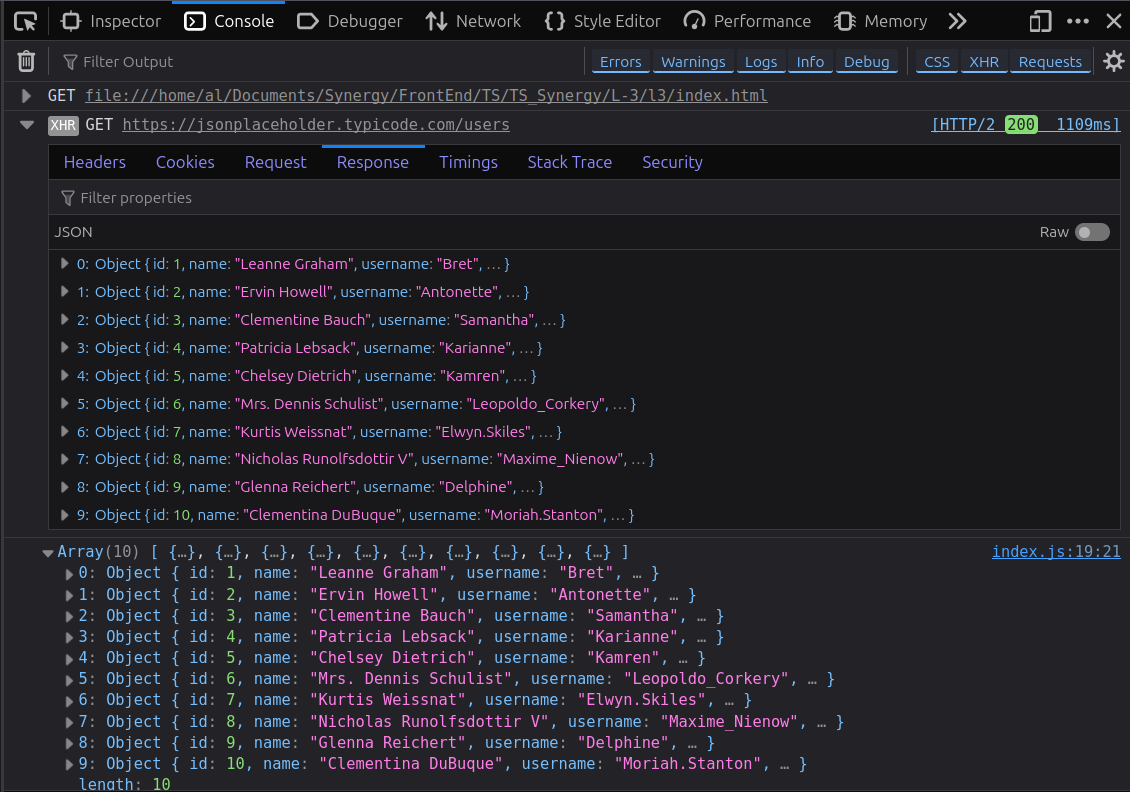 Inspector Console Debugger Network Style Editor Performance Memory
Filter Output Errors Warnings Logs Info Debug CSS XHR Requests
GET file:///home/al/Documents/Synergy/FrontEnd/TS/TS_Synergy/L-3/l3/index.html
XHR GET https://jsonplaceholder.typicode.com/users [HTTP/2 200 1109ms]
Headers Cookies Request Response Timings Stack Trace Security
Filter properties
JSON Raw
0: Object { id: 1, name: "Leanne Graham", username: "Bret", … }
1: Object { id: 2, name: "Ervin Howell", username: "Antonette", … }
2: Object { id: 3, name: "Clementine Bauch", username: "Samantha", … }
3: Object { id: 4, name: "Patricia Lebsack", username: "Karianne", … }
4: Object { id: 5, name: "Chelsey Dietrich", username: "Kamren", … }
5: Object { id: 6, name: "Mrs. Dennis Schulist", username: "Leopoldo_Corkery", … }
6: Object { id: 7, name: "Kurtis Weissnat", username: "Elwyn.Skiles", … }
7: Object { id: 8, name: "Nicholas Runolfsdottir V", username: "Maxime_Nienow", … }
8: Object { id: 9, name: "Glenna Reichert", username: "Delphine", … }
9: Object { id: 10, name: "Clementina DuBuque", username: "Moriah.Stanton", … }
Array(10) [ {…}, {…}, {…}, {…}, {…}, {…}, {…}, {…}, {…}, {…} ] index.js:19:21
0: Object { id: 1, name: "Leanne Graham", username: "Bret", … }
1: Object { id: 2, name: "Ervin Howell", username: "Antonette", … }
2: Object { id: 3, name: "Clementine Bauch", username: "Samantha", … }
3: Object { id: 4, name: "Patricia Lebsack", username: "Karianne", … }
4: Object { id: 5, name: "Chelsey Dietrich", username: "Kamren", … }
5: Object { id: 6, name: "Mrs. Dennis Schulist", username: "Leopoldo_Corkery", … }
6: Object { id: 7, name: "Kurtis Weissnat", username: "Elwyn.Skiles", … }
7: Object { id: 8, name: "Nicholas Runolfsdottir V", username: "Maxime_Nienow", … }
8: Object { id: 9, name: "Glenna Reichert", username: "Delphine", … }
9: Object { id: 10, name: "Clementina DuBuque", username: "Moriah.Stanton", … }
length: 10